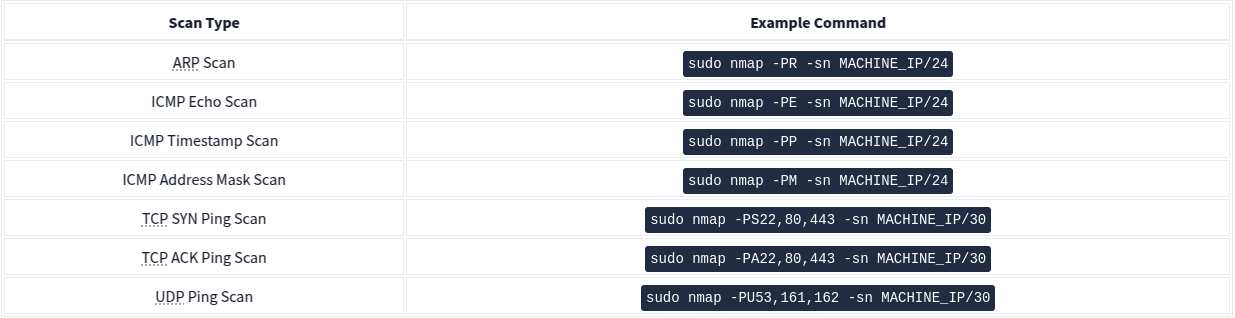 Scan Type Example Command
ARP Scan sudo nmap -PR -sn MACHINE_IP/24
ICMP Echo Scan sudo nmap -PE -sn MACHINE_IP/24
ICMP Timestamp Scan sudo nmap -PP -sn MACHINE_IP/24
ICMP Address Mask Scan sudo nmap -PM -sn MACHINE_IP/24
TCP SYN Ping Scan sudo nmap -PS22,80,443 -sn MACHINE_IP/30
TCP ACK Ping Scan sudo nmap -PA22,80,443 -sn MACHINE_IP/30
UDP Ping Scan sudo nmap -PU53,161,162 -sn MACHINE_IP/30